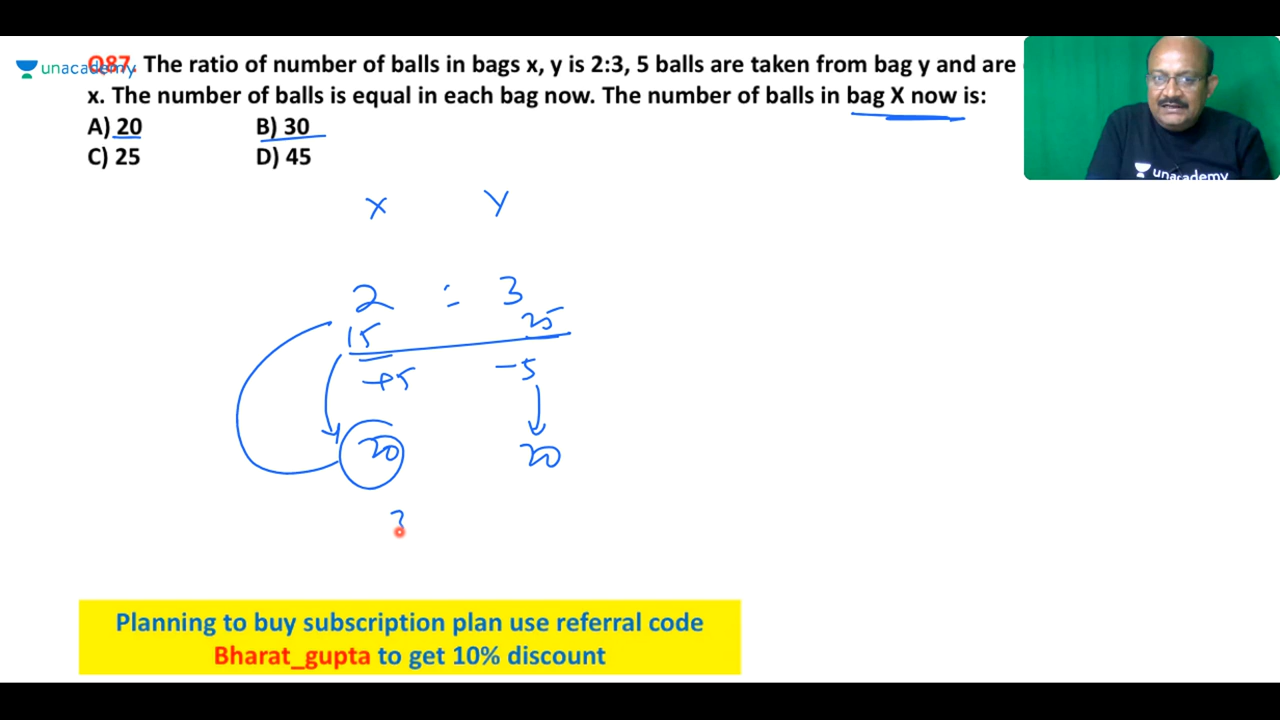 Q87. The ratio of number of balls in bags x, y is 2:3, 5 balls are taken from bag y and are
unacademy
x. The number of balls is equal in each bag now. The number of balls in bag X now is:
A) 20 B) 30
C) 25 D) 45
unacademy
X Y
2 : 3
15 25
+5 -5
20 20
Planning to buy subscription plan use referral code
Bharat_gupta to get 10% discount